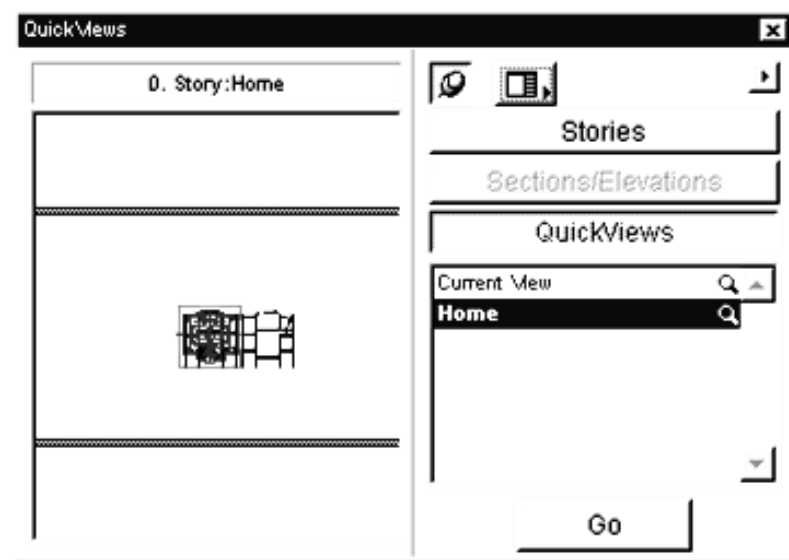 QuickViews
0. Story:Home
Stories
Sections/Elevations
QuickViews
Current View
Home
Go